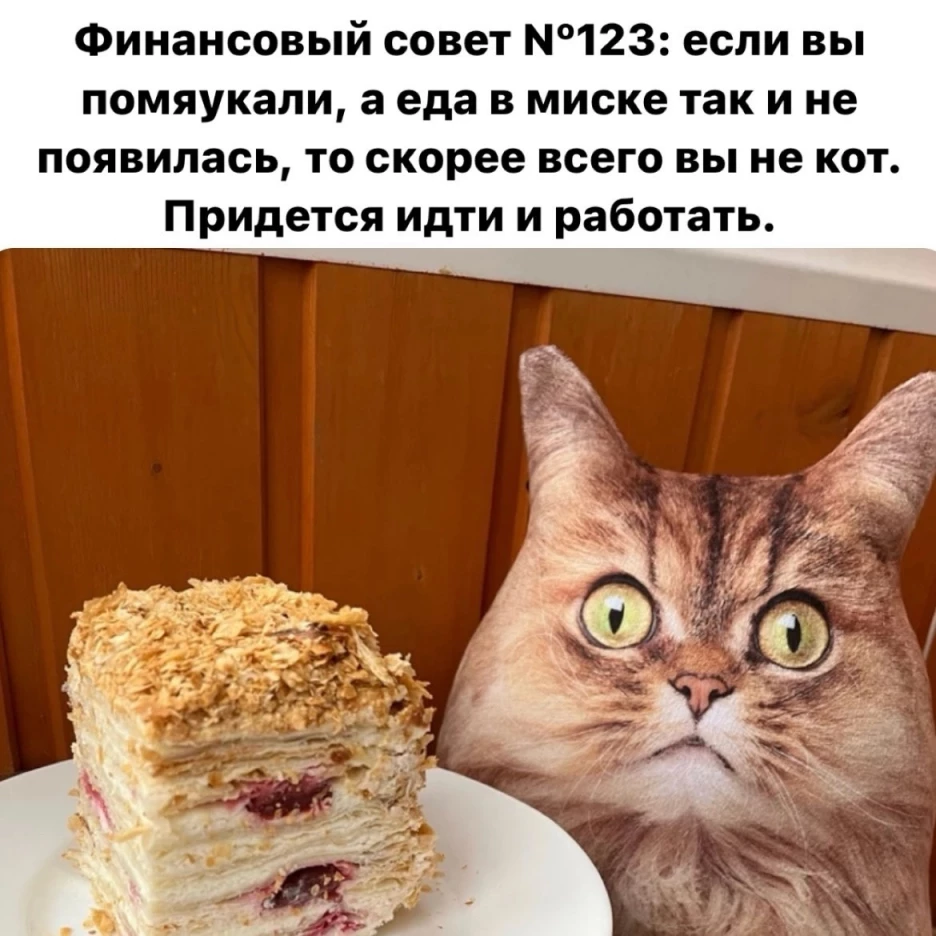 Финансовый совет №123: если вы
помяукали, а еда в миске так и не
появилась, то скорее всего вы не кот.
Придется идти и работать.